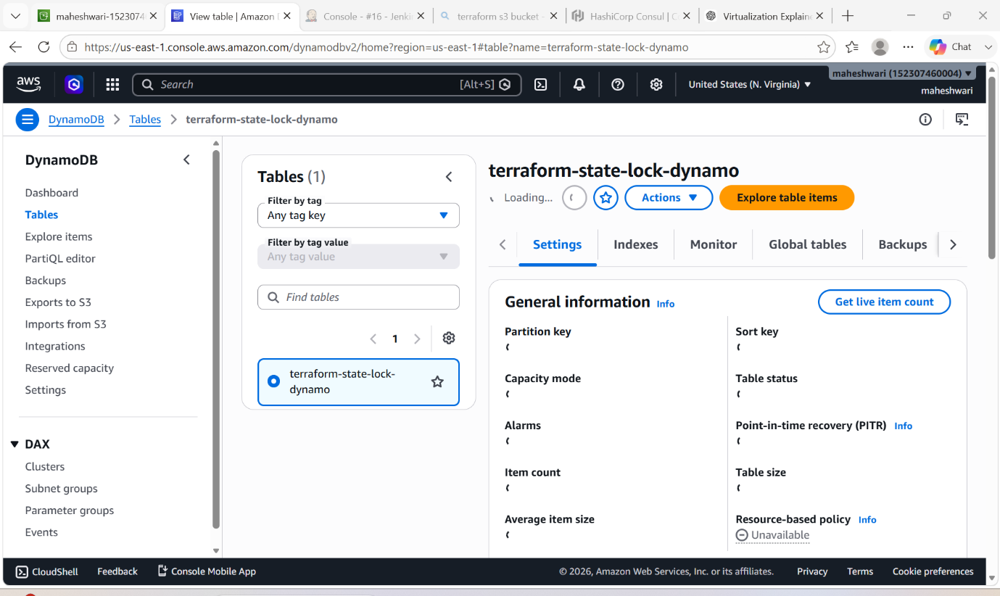 maheshwari-1523074
View table | Amazon D
Console - #16 - Jenki
terraform s3 bucket -
HashiCorp Consul | C
Virtualization Explain
https://us-east-1.console.aws.amazon.com/dynamodbv2/home?region=us-east-1#table?name=terraform-state-lock-dynamo
Chat
aws
Search
[Alt+S]
United States (N. Virginia)
maheshwari (152307460004)
maheshwari
DynamoDB
Tables
terraform-state-lock-dynamo
DynamoDB
Dashboard
Tables
Explore items
PartiQL editor
Backups
Exports to S3
Imports from S3
Integrations
Reserved capacity
Settings
DAX
Clusters
Subnet groups
Parameter groups
Events
Tables (1)
Filter by tag
Any tag key
Filter by tag value
Any tag value
Find tables
1
terraform-state-lock-
dynamo
terraform-state-lock-dynamo
Loading...
Actions
Explore table items
Settings
Indexes
Monitor
Global tables
Backups
General information Info
Get live item count
Partition key
Sort key
Capacity mode
Table status
Alarms
Point-in-time recovery (PITR) Info
Item count
Table size
Average item size
Resource-based policy Info
Unavailable
CloudShell
Feedback
Console Mobile App
© 2026, Amazon Web Services, Inc. or its affiliates.
Privacy
Terms
Cookie preferences